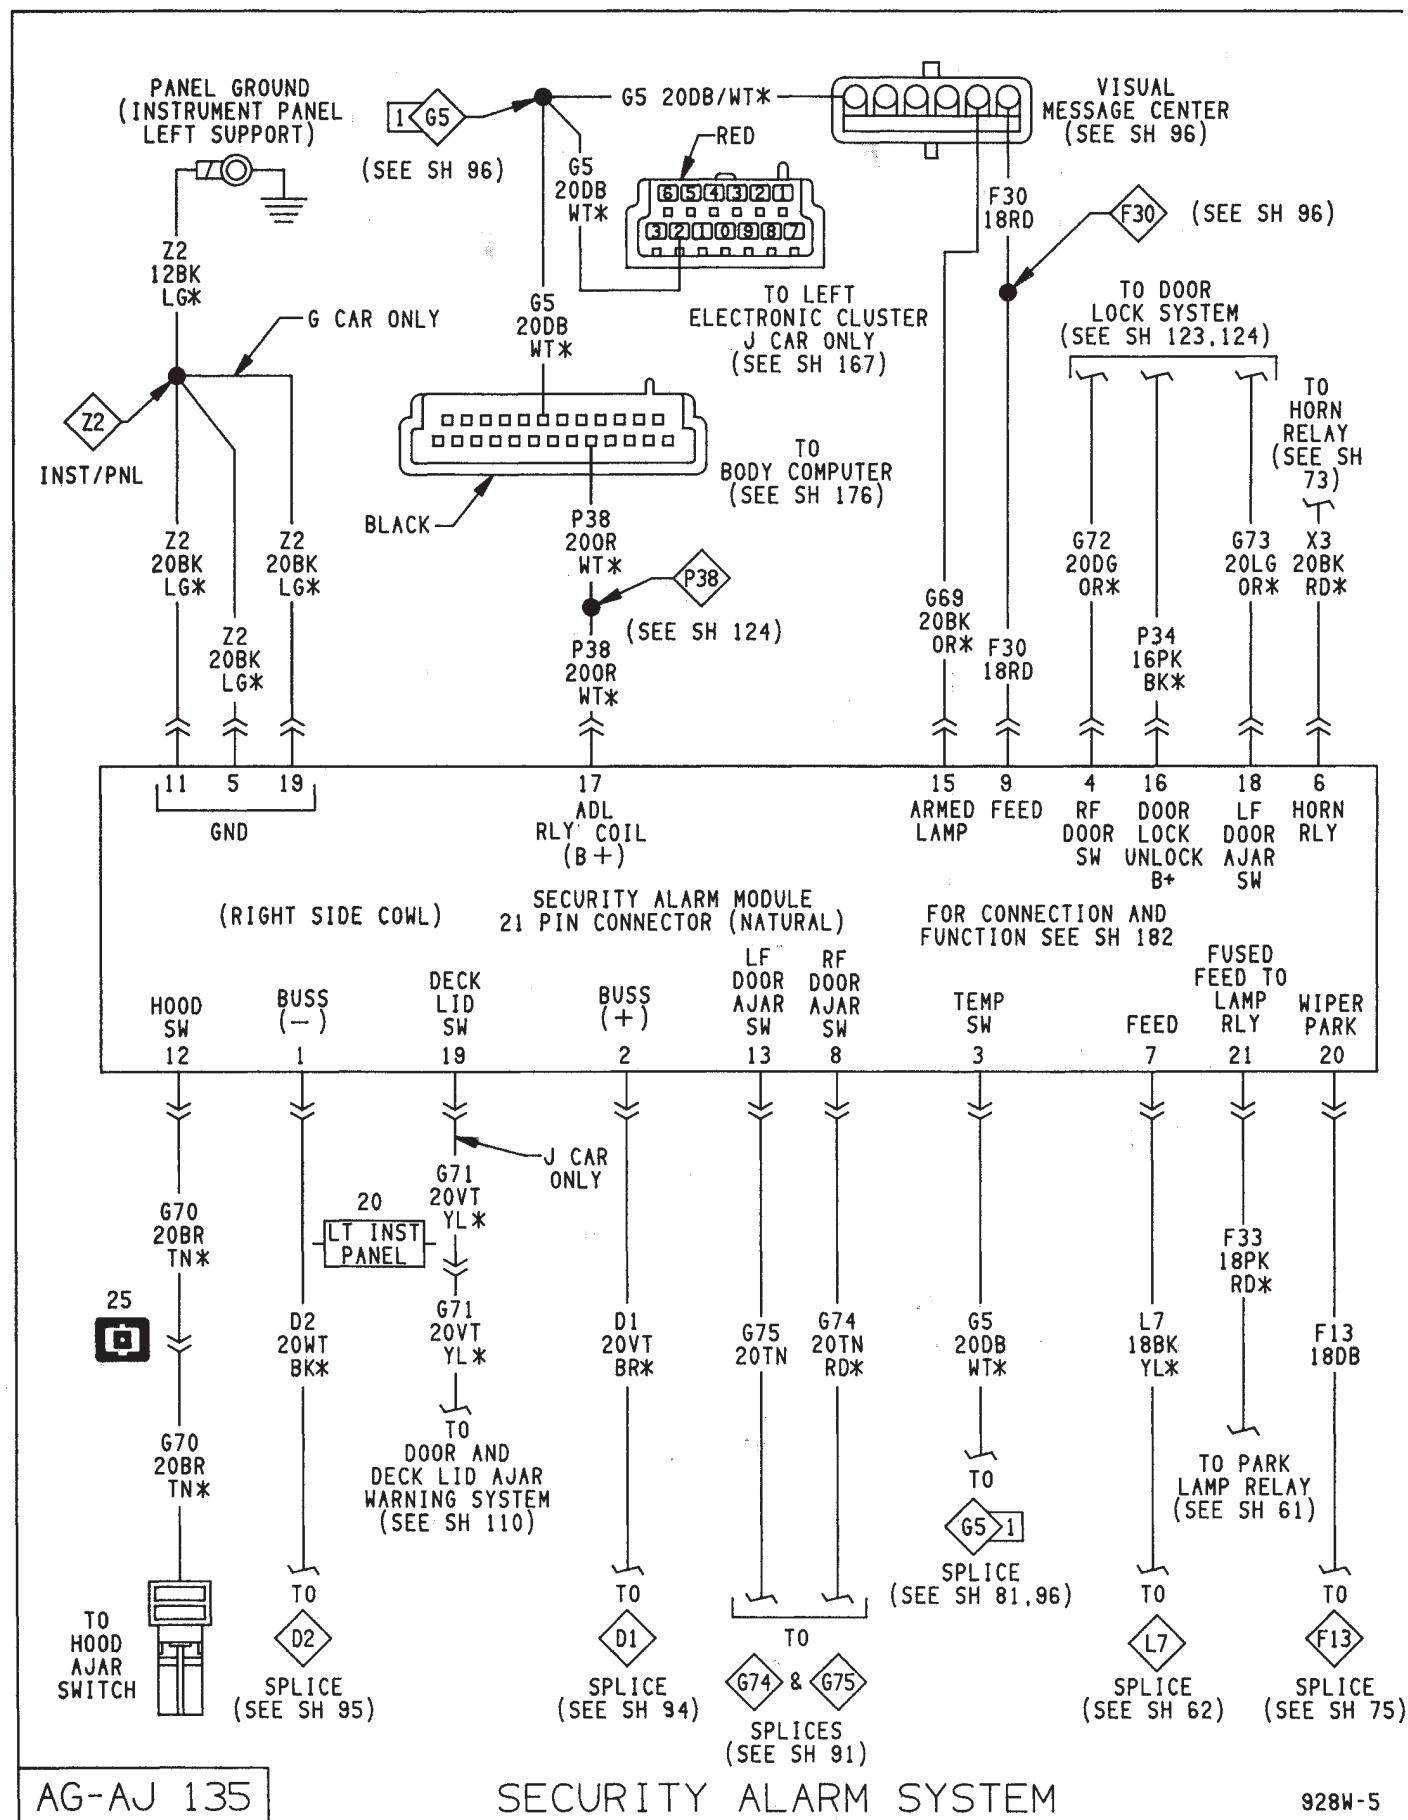 PANEL GROUND
(INSTRUMENT PANEL
LEFT SUPPORT)
1 G5
(SEE SH 96)
G5 20DB/WT*
VISUAL
MESSAGE CENTER
(SEE SH 96)
RED
G5
20DB
WT*
6 5 4 3 2 1
3 2 1 0 9 8 7
F30
18RD
F30
(SEE SH 96)
Z2
12BK
LG*
G CAR ONLY
G5
20DB
WT*
TO LEFT
ELECTRONIC CLUSTER
J CAR ONLY
(SEE SH 167)
TO DOOR
LOCK SYSTEM
(SEE SH 123,124)
TO
HORN
RELAY
(SEE SH
73)
Z2
INST/PNL
TO
BODY COMPUTER
(SEE SH 176)
BLACK
Z2
20BK
LG*
Z2
20BK
LG*
Z2
20BK
LG*
P38
20OR
WT*
P38
(SEE SH 124)
P38
20OR
WT*
G69
20BK
OR*
F30
18RD
G72
20DG
OR*
P34
16PK
BK*
G73
20LG
OR*
X3
20BK
RD*
11 5 19 17 15 9 4 16 18 6
GND
ADL
RLY COIL
(B+)
ARMED
LAMP
FEED
RF
DOOR
SW
DOOR
LOCK
UNLOCK
B+
LF
DOOR
AJAR
SW
HORN
RLY
(RIGHT SIDE COWL)
SECURITY ALARM MODULE
21 PIN CONNECTOR (NATURAL)
FOR CONNECTION AND
FUNCTION SEE SH 182
HOOD
SW
BUSS
(-)
DECK
LID
SW
BUSS
(+)
LF
DOOR
AJAR
SW
RF
DOOR
AJAR
SW
TEMP
SW
FEED
FUSED
FEED TO
LAMP
RLY
WIPER
PARK
12 1 19 2 13 8 3 7 21 20
J CAR
ONLY
G70
20BR
TN*
20
LT INST
PANEL
G71
20VT
YL*
F33
18PK
RD*
25
D2
20WT
BK*
G71
20VT
YL*
D1
20VT
BR*
G75
20TN
G74
20TN
RD*
G5
20DB
WT*
L7
18BK
YL*
F13
18DB
G70
20BR
TN*
TO
DOOR AND
DECK LID AJAR
WARNING SYSTEM
(SEE SH 110)
TO
G5 1
SPLICE
(SEE SH 81,96)
TO PARK
LAMP RELAY
(SEE SH 61)
TO
HOOD
AJAR
SWITCH
TO
D2
SPLICE
(SEE SH 95)
TO
D1
SPLICE
(SEE SH 94)
TO
G74 & G75
SPLICES
(SEE SH 91)
TO
L7
SPLICE
(SEE SH 62)
TO
F13
SPLICE
(SEE SH 75)
AG-AJ 135
SECURITY ALARM SYSTEM
928W-5